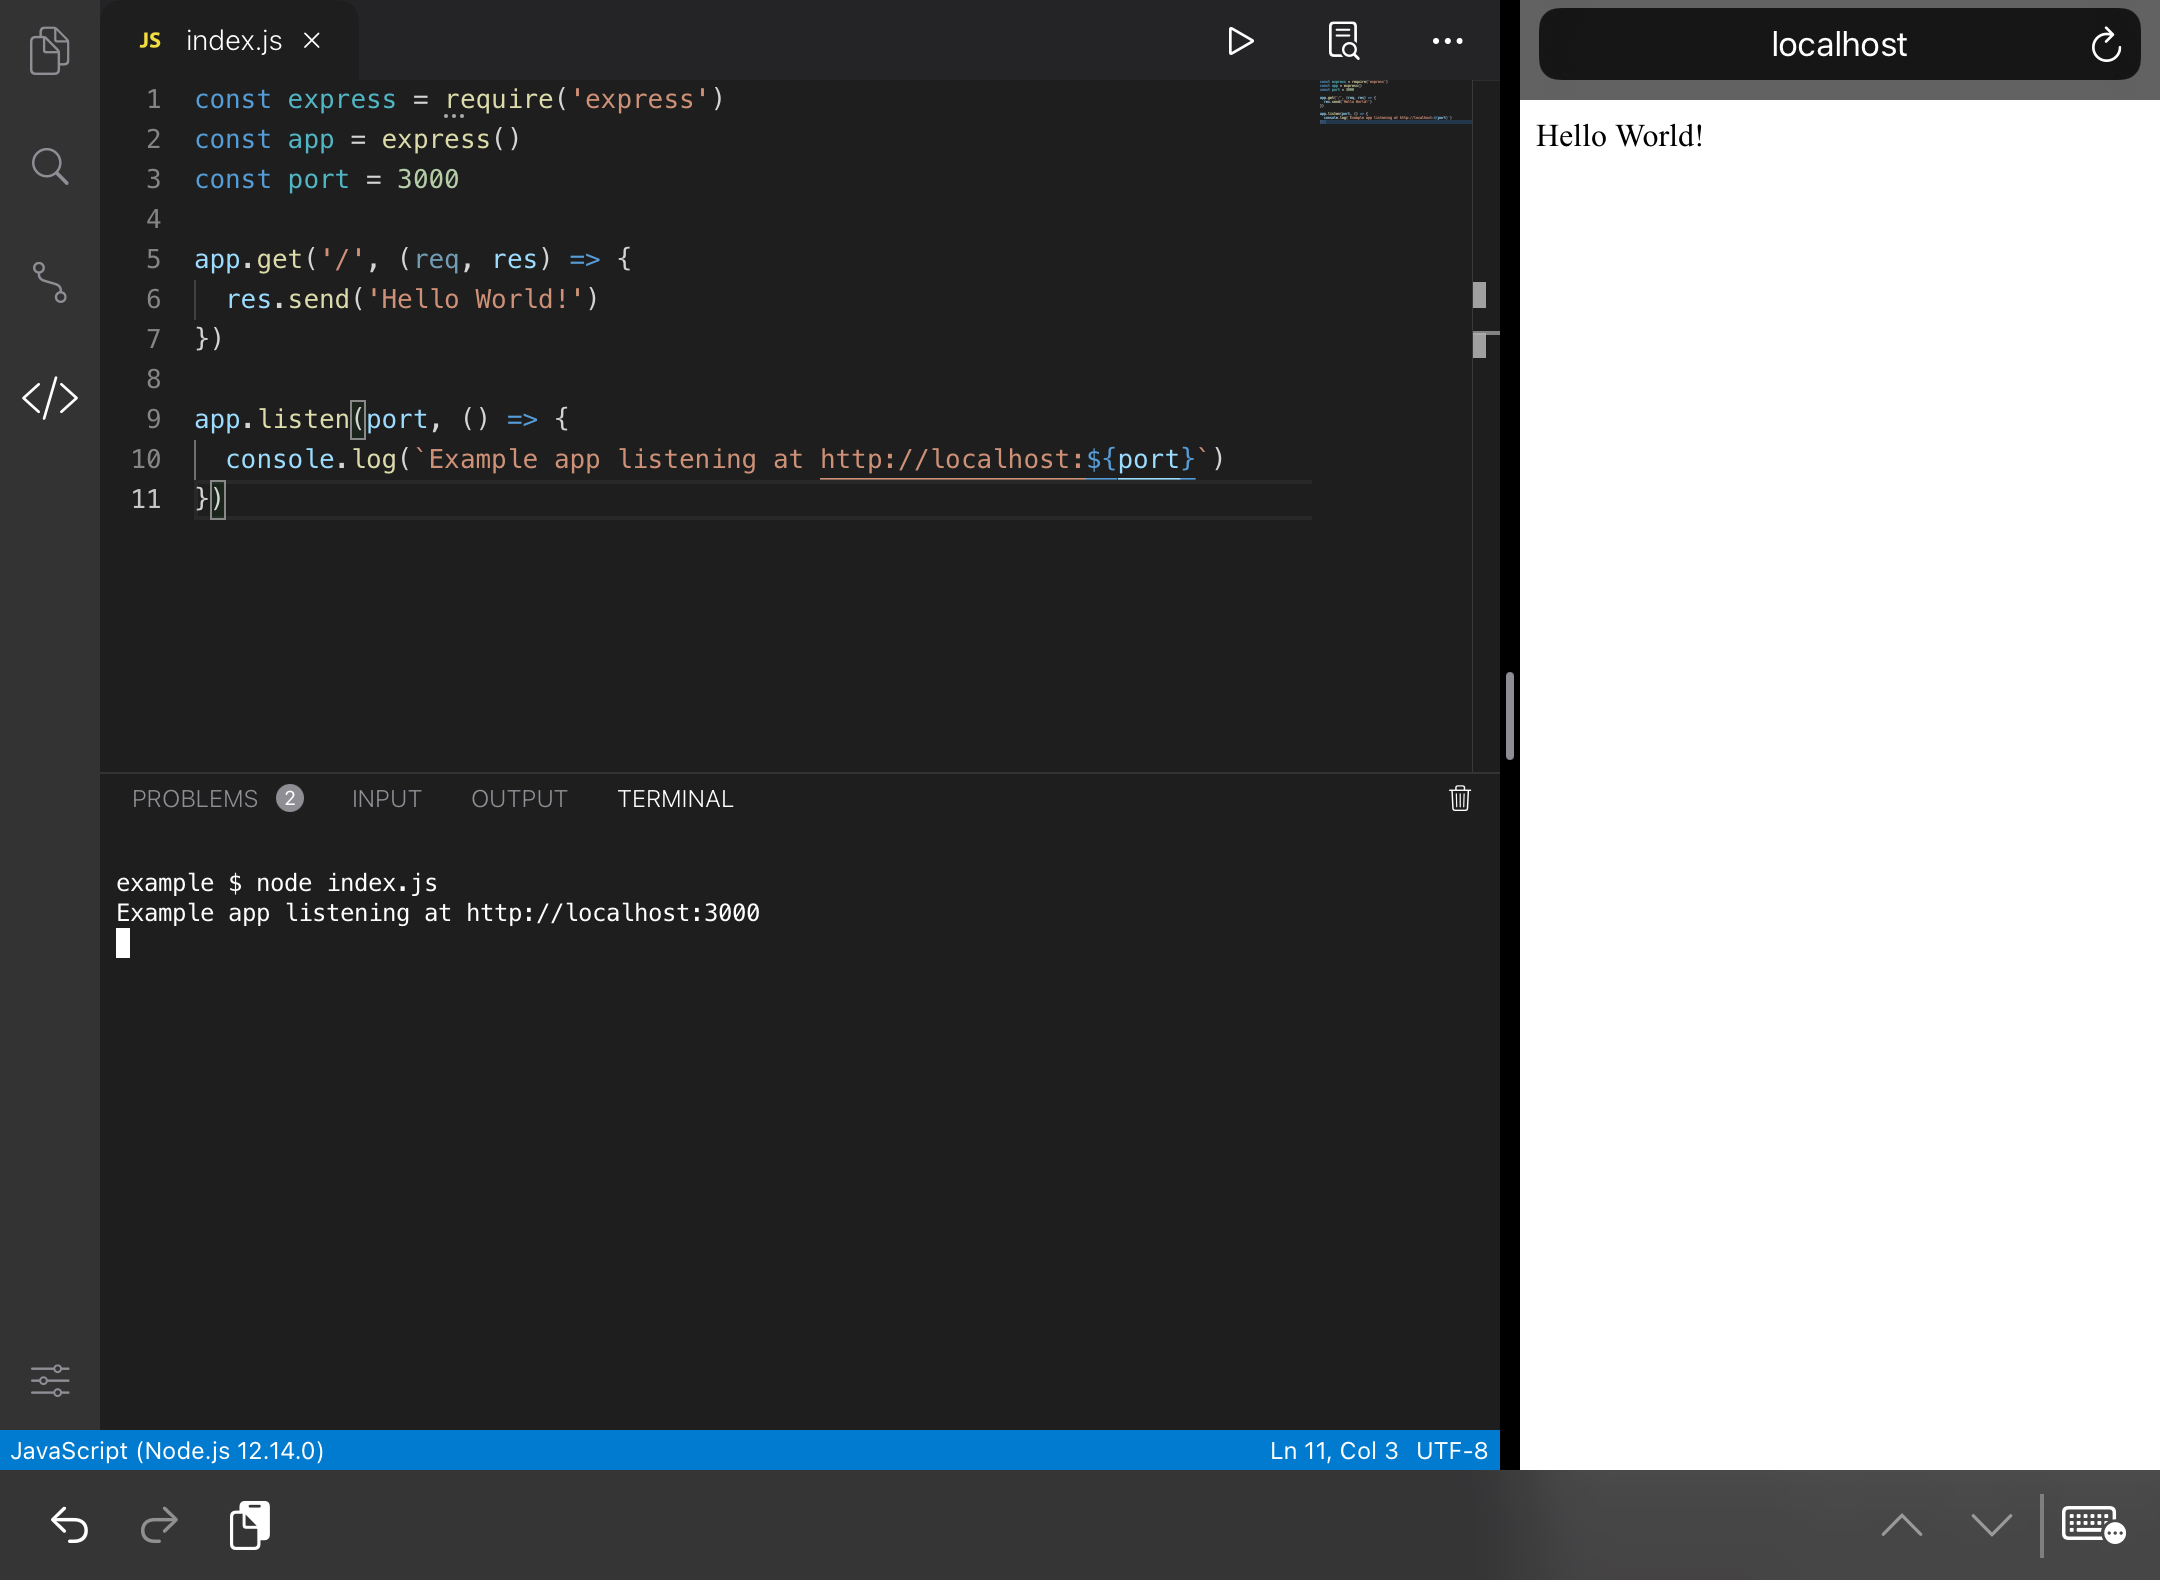 JS index.js
1 const express = require('express')
2 const app = express()
3 const port = 3000
4
5 app.get('/', (req, res) => {
6   res.send('Hello World!')
7 })
8
9 app.listen(port, () => {
10   console.log(`Example app listening at http://localhost:${port}`)
11 })
PROBLEMS 2 INPUT OUTPUT TERMINAL
example $ node index.js
Example app listening at http://localhost:3000
JavaScript (Node.js 12.14.0) Ln 11, Col 3 UTF-8
localhost
Hello World!